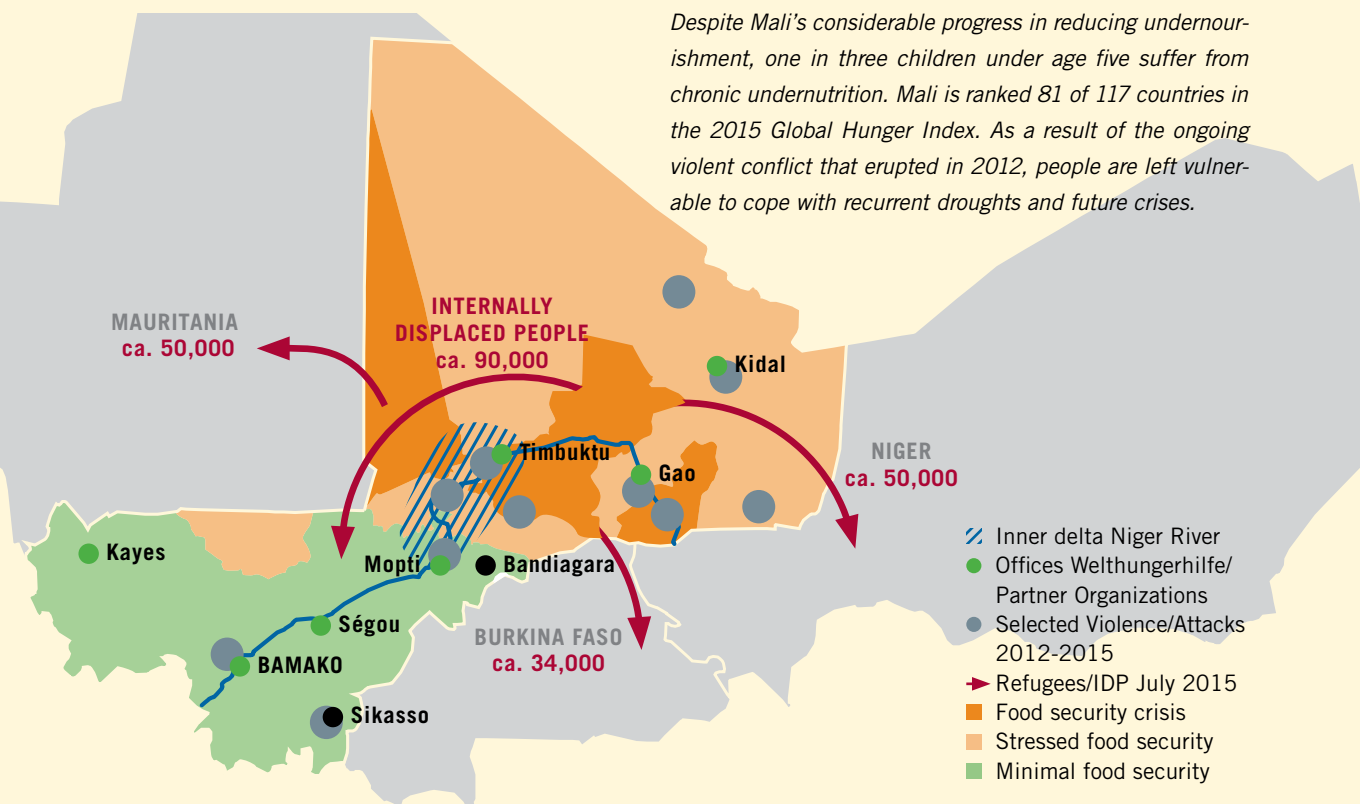 Despite Mali's considerable progress in reducing undernour-
ishment, one in three children under age five suffer from
chronic undernutrition. Mali is ranked 81 of 117 countries in
the 2015 Global Hunger Index. As a result of the ongoing
violent conflict that erupted in 2012, people are left vulner-
able to cope with recurrent droughts and future crises.
INTERNALLY
DISPLACED PEOPLE
ca. 90,000
MAURITANIA
ca. 50,000
Kidal
Timbuktu
Gao
NIGER
ca. 50,000
Kayes
Mopti
Bandiagara
Ségou
BAMAKO
BURKINA FASO
ca. 34,000
Sikasso
Inner delta Niger River
Offices Welthungerhilfe/
Partner Organizations
Selected Violence/Attacks
2012-2015
Refugees/IDP July 2015
Food security crisis
Stressed food security
Minimal food security